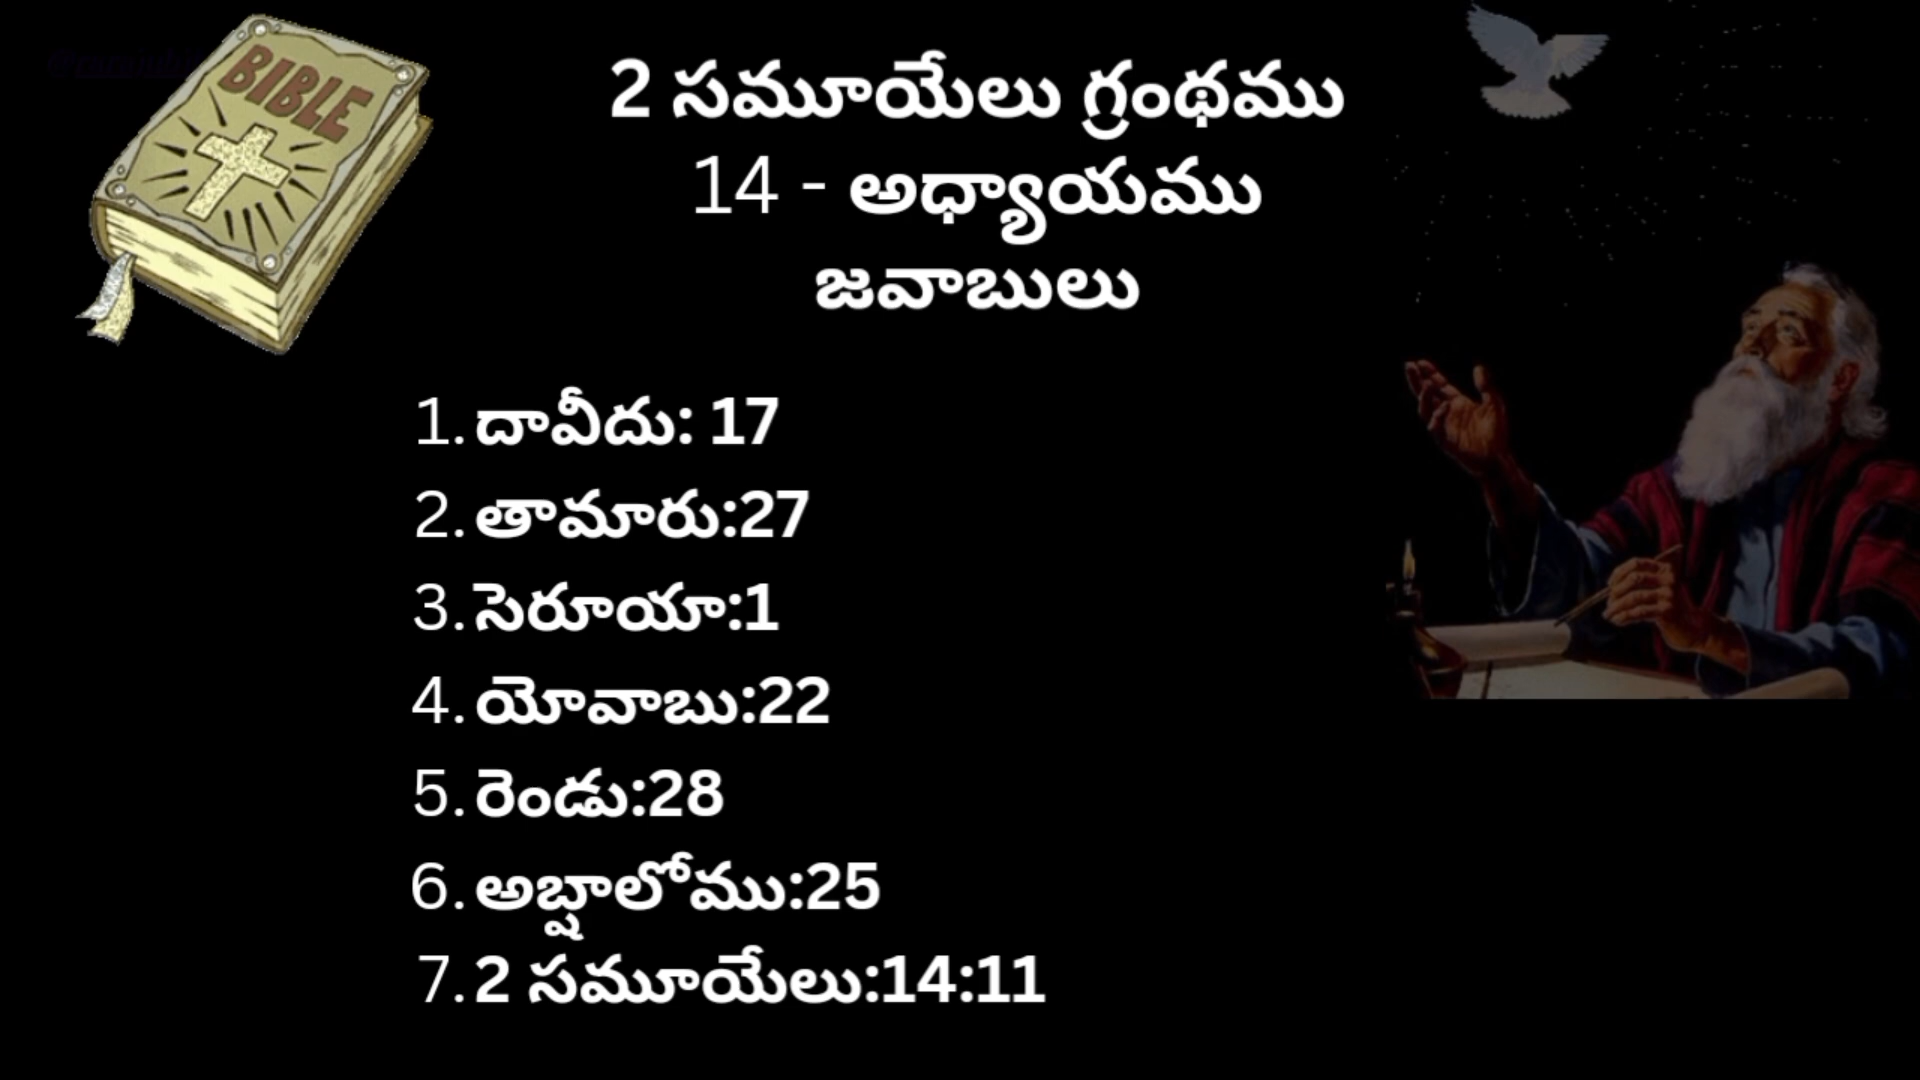 BIBLE
2 సమూయేలు గ్రంథము
14 - అధ్యాయము
జవాబులు
1. దావీదు: 17
2. తామారు:27
3. సెరూయా:1
4. యోవాబు:22
5. రెండు:28
6. అబ్షాలోము:25
7. 2 సమూయేలు:14:11